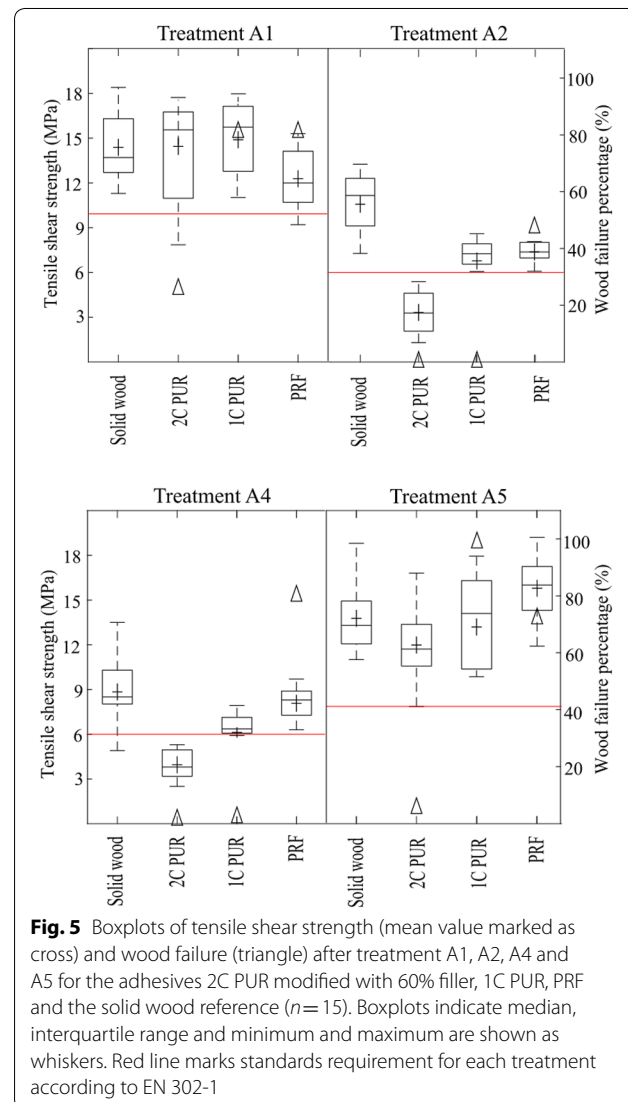 Treatment A1
Treatment A2
Tensile shear strength (MPa)
18
15
12
9
6
3
100
80
60
40
20
Wood failure percentage (%)
Solid wood
2C PUR
1C PUR
PRF
Solid wood
2C PUR
1C PUR
PRF
Treatment A4
Treatment A5
Tensile shear strength (MPa)
18
15
12
9
6
3
100
80
60
40
20
Wood failure percentage (%)
Solid wood
2C PUR
1C PUR
PRF
Solid wood
2C PUR
1C PUR
PRF
Fig. 5 Boxplots of tensile shear strength (mean value marked as
cross) and wood failure (triangle) after treatment A1, A2, A4 and
A5 for the adhesives 2C PUR modified with 60% filler, 1C PUR, PRF
and the solid wood reference (n = 15). Boxplots indicate median,
interquartile range and minimum and maximum are shown as
whiskers. Red line marks standards requirement for each treatment
according to EN 302-1